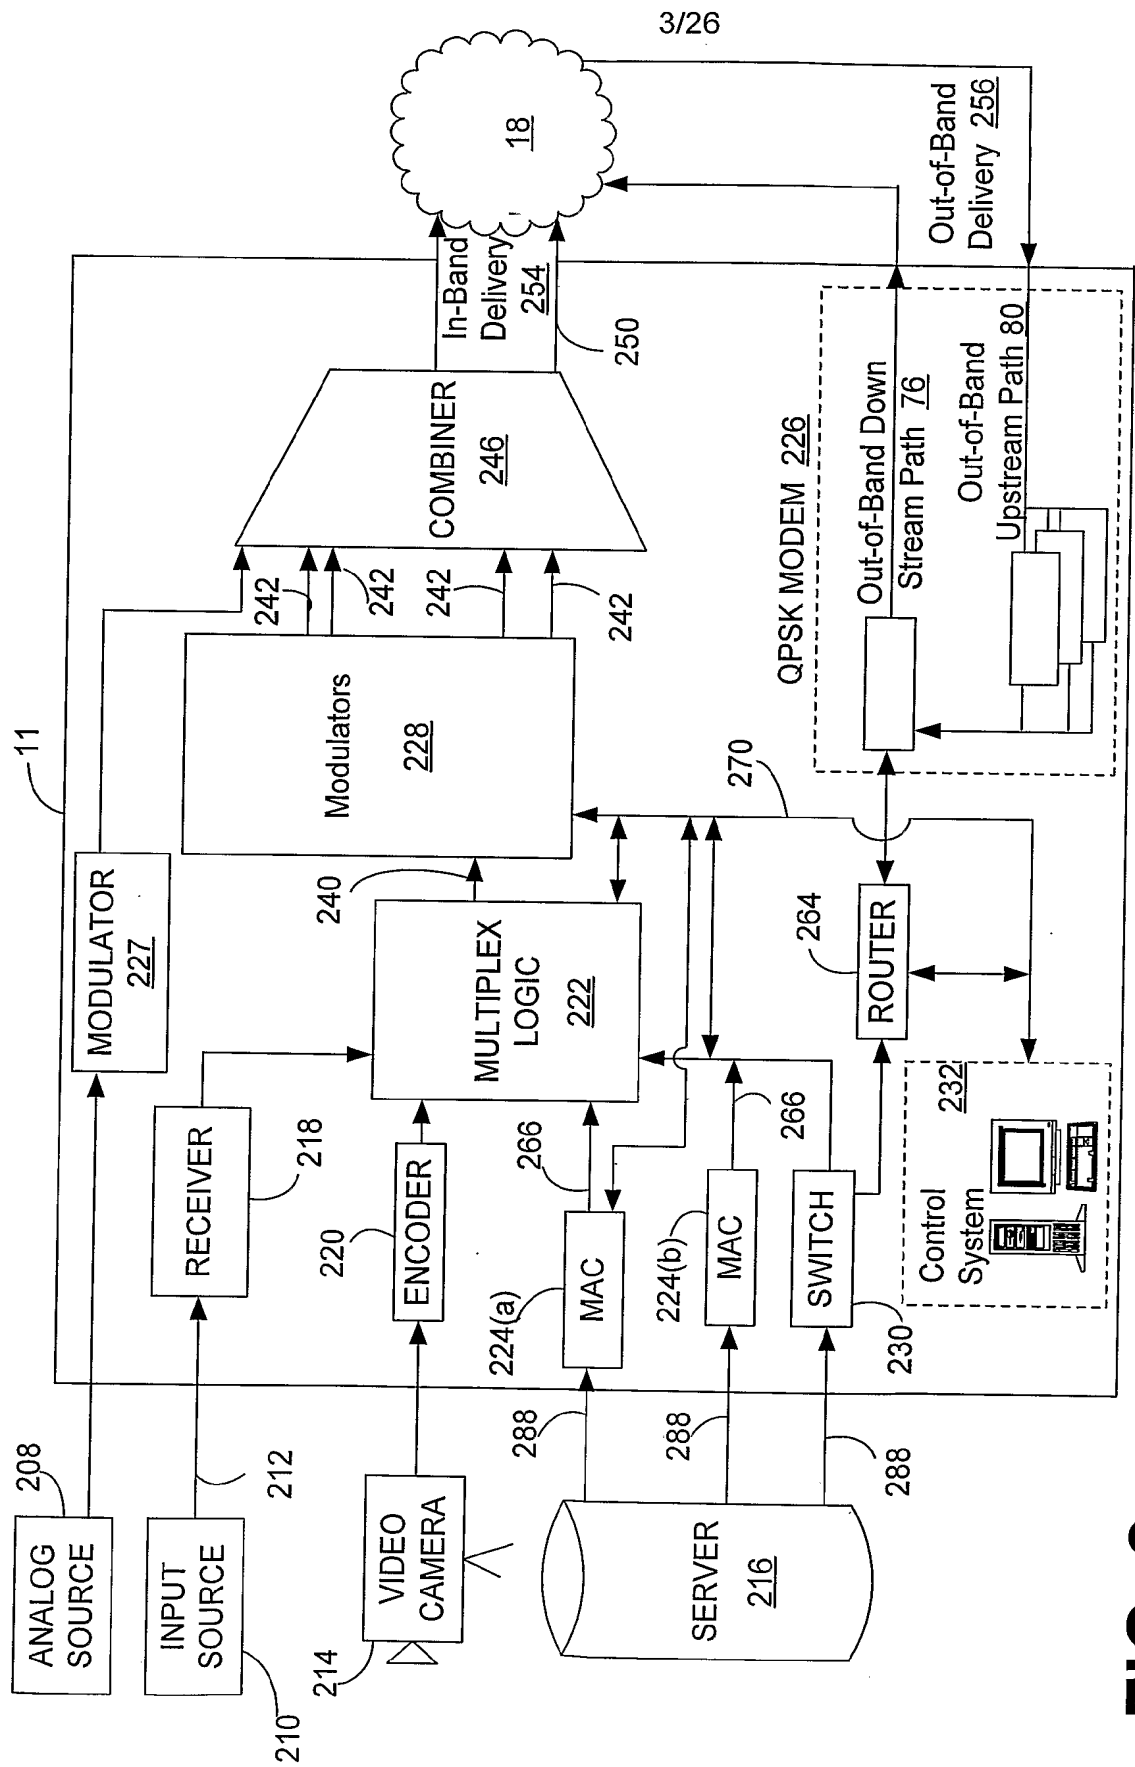 3/26
11
ANALOG
SOURCE
208
MODULATOR
227
INPUT
SOURCE
210
212
RECEIVER
218
VIDEO
CAMERA
214
ENCODER
220
MULTIPLEX
LOGIC
222
240
Modulators
228
242
242
242
242
COMBINER
246
In-Band
Delivery
254
250
18
SERVER
216
288
288
288
MAC
224(a)
266
MAC
224(b)
266
SWITCH
230
ROUTER
264
270
Control
System
232
QPSK MODEM 226
Out-of-Band Down
Stream Path 76
Out-of-Band
Upstream Path 80
Out-of-Band
Delivery 256